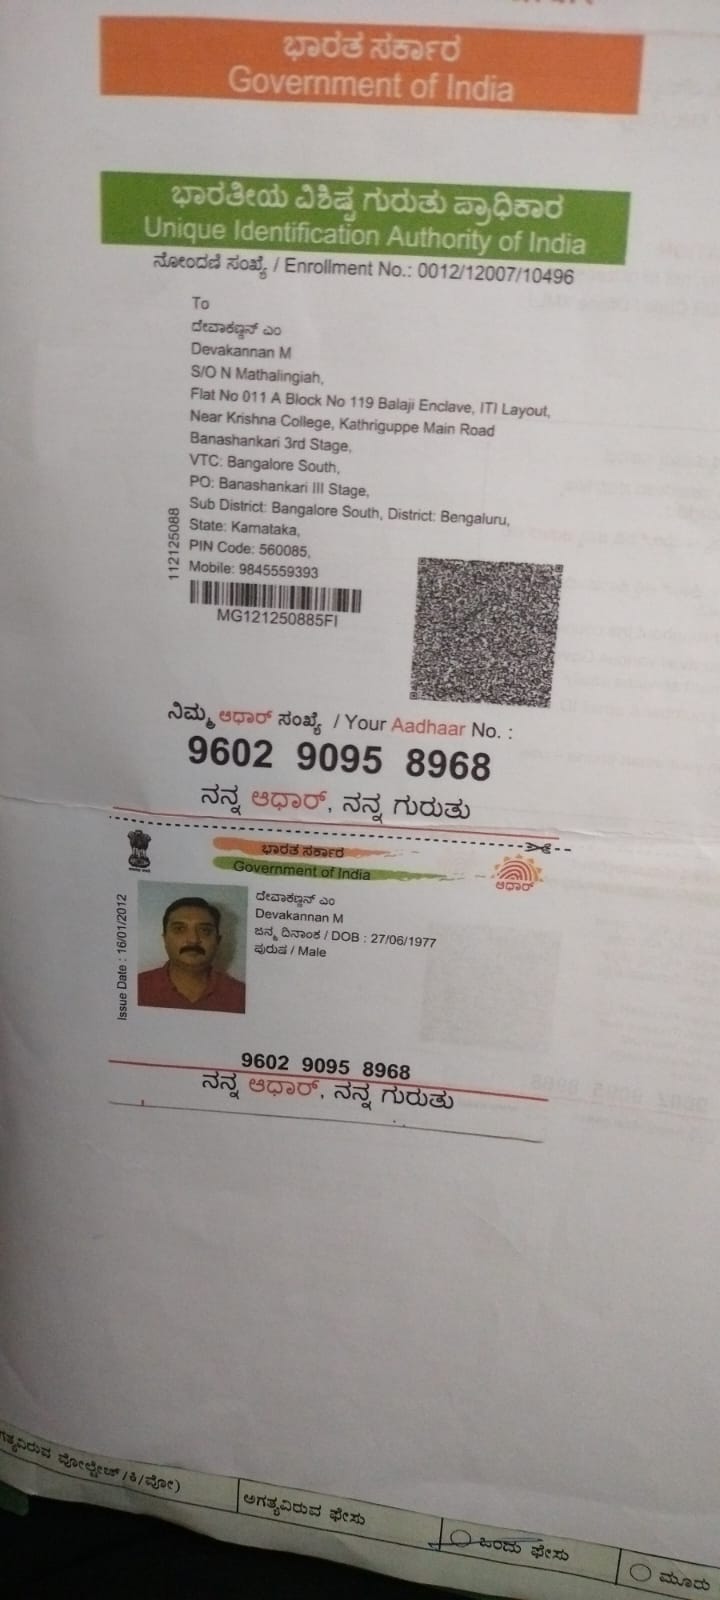 ಭಾರತ ಸರ್ಕಾರ
Government of India
ಭಾರತೀಯ ವಿಶಿಷ್ಟ ಗುರುತು ಪ್ರಾಧಿಕಾರ
Unique Identification Authority of India
ನೋಂದಣಿ ಸಂಖ್ಯೆ / Enrollment No.: 0012/12007/10496
To
ದೇವಾಕಣ್ಣನ್ ಎಂ
Devakannan M
S/O N Mathalingiah,
Flat No 011 A Block No 119 Balaji Enclave, ITI Layout,
Near Krishna College, Kathriguppe Main Road
Banashankari 3rd Stage,
VTC: Bangalore South,
PO: Banashankari III Stage,
Sub District: Bangalore South, District: Bengaluru,
State: Karnataka,
PIN Code: 560085,
Mobile: 9845559393
112125088
MG121250885FI
ನಿಮ್ಮ ಆಧಾರ್ ಸಂಖ್ಯೆ / Your Aadhaar No. :
9602 9095 8968
ನನ್ನ ಆಧಾರ್, ನನ್ನ ಗುರುತು
ಭಾರತ ಸರ್ಕಾರ
Government of India
ಆಧಾರ್
Issue Date : 16/01/2012
ದೇವಾಕಣ್ಣನ್ ಎಂ
Devakannan M
ಜನ್ಮ ದಿನಾಂಕ / DOB : 27/06/1977
ಪುರುಷ / Male
9602 9095 8968
ನನ್ನ ಆಧಾರ್, ನನ್ನ ಗುರುತು
ವೋಲ್ಟೇಜ್/ಕಿ/ವೋ)
ಅಗತ್ಯವಿರುವ ಫೇಸು
ಒಂದು ಫೇಸು
ಮೂರು